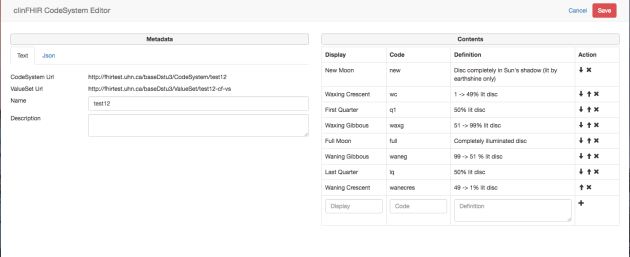 clinFHIR CodeSystem Editor
Cancel
Save
Metadata
Text
Json
CodeSystem Url
http://fhirtest.uhn.ca/baseDstu3/CodeSystem/test12
ValueSet Url
http://fhirtest.uhn.ca/baseDstu3/ValueSet/test12-cf-vs
Name
test12
Description
Contents
Display Code Definition Action
New Moon new Disc completely in Sun's shadow (lit by
earthshine only)
Waxing Crescent wc 1 -> 49% lit disc
First Quarter q1 50% lit disc
Waxing Gibbous waxg 51 -> 99% lit disc
Full Moon full Completely illuminated disc
Waning Gibbous waneg 99 -> 51 % lit disc
Last Quarter lq 50% lit disc
Waning Crescent wanecres 49 -> 1% lit disc
Display Code Definition